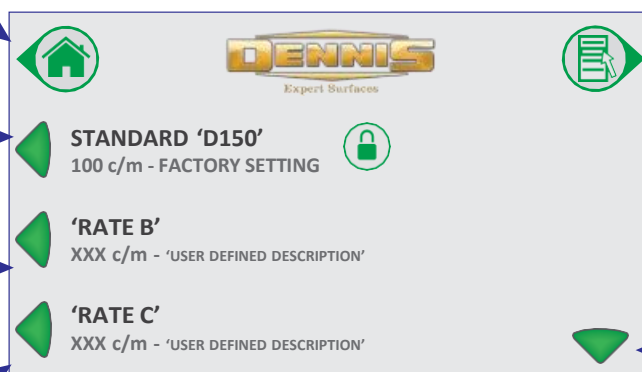 DENNIS
Expert Surfaces
STANDARD ‘D150’
100 c/m - FACTORY SETTING
‘RATE B’
XXX c/m - ‘USER DEFINED DESCRIPTION’
‘RATE C’
XXX c/m - ‘USER DEFINED DESCRIPTION’